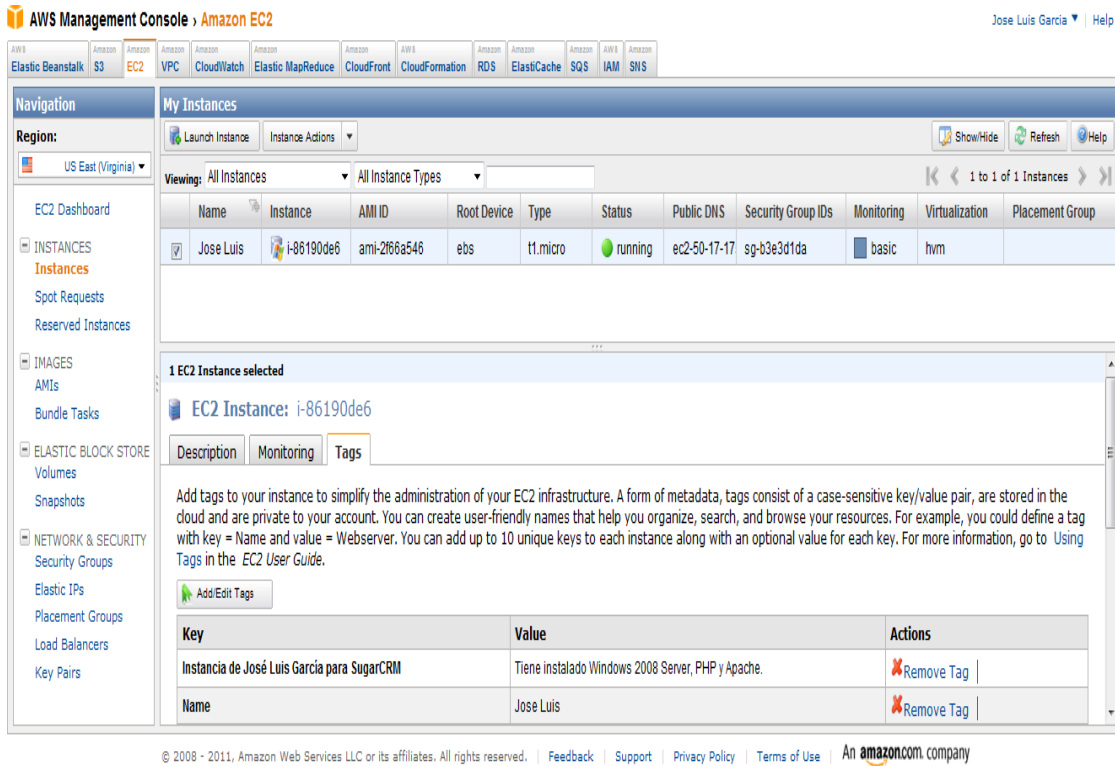 AWS Management Console › Amazon EC2
Jose Luis Garcia ▼ | Help
AWS Elastic Beanstalk
Amazon S3
Amazon EC2
Amazon VPC
Amazon CloudWatch
Amazon Elastic MapReduce
Amazon CloudFront
AWS CloudFormation
Amazon RDS
Amazon ElastiCache
Amazon SQS
AWS IAM
Amazon SNS
Navigation
Region:
US East (Virginia)
EC2 Dashboard
INSTANCES
Instances
Spot Requests
Reserved Instances
IMAGES
AMIs
Bundle Tasks
ELASTIC BLOCK STORE
Volumes
Snapshots
NETWORK & SECURITY
Security Groups
Elastic IPs
Placement Groups
Load Balancers
Key Pairs
My Instances
Launch Instance
Instance Actions
Show/Hide
Refresh
Help
Viewing: All Instances All Instance Types
1 to 1 of 1 Instances
Name Instance AMI ID Root Device Type Status Public DNS Security Group IDs Monitoring Virtualization Placement Group
Jose Luis i-86190de6 ami-2f66a546 ebs t1.micro running ec2-50-17-17 sg-b3e3d1da basic hvm
1 EC2 Instance selected
EC2 Instance: i-86190de6
Description Monitoring Tags
Add tags to your instance to simplify the administration of your EC2 infrastructure. A form of metadata, tags consist of a case-sensitive key/value pair, are stored in the
cloud and are private to your account. You can create user-friendly names that help you organize, search, and browse your resources. For example, you could define a tag
with key = Name and value = Webserver. You can add up to 10 unique keys to each instance along with an optional value for each key. For more information, go to Using
Tags in the EC2 User Guide.
Add/Edit Tags
Key Value Actions
Instancia de José Luis García para SugarCRM Tiene instalado Windows 2008 Server, PHP y Apache. Remove Tag |
Name Jose Luis Remove Tag |
© 2008 - 2011, Amazon Web Services LLC or its affiliates. All rights reserved. | Feedback | Support | Privacy Policy | Terms of Use | An amazon.com. company